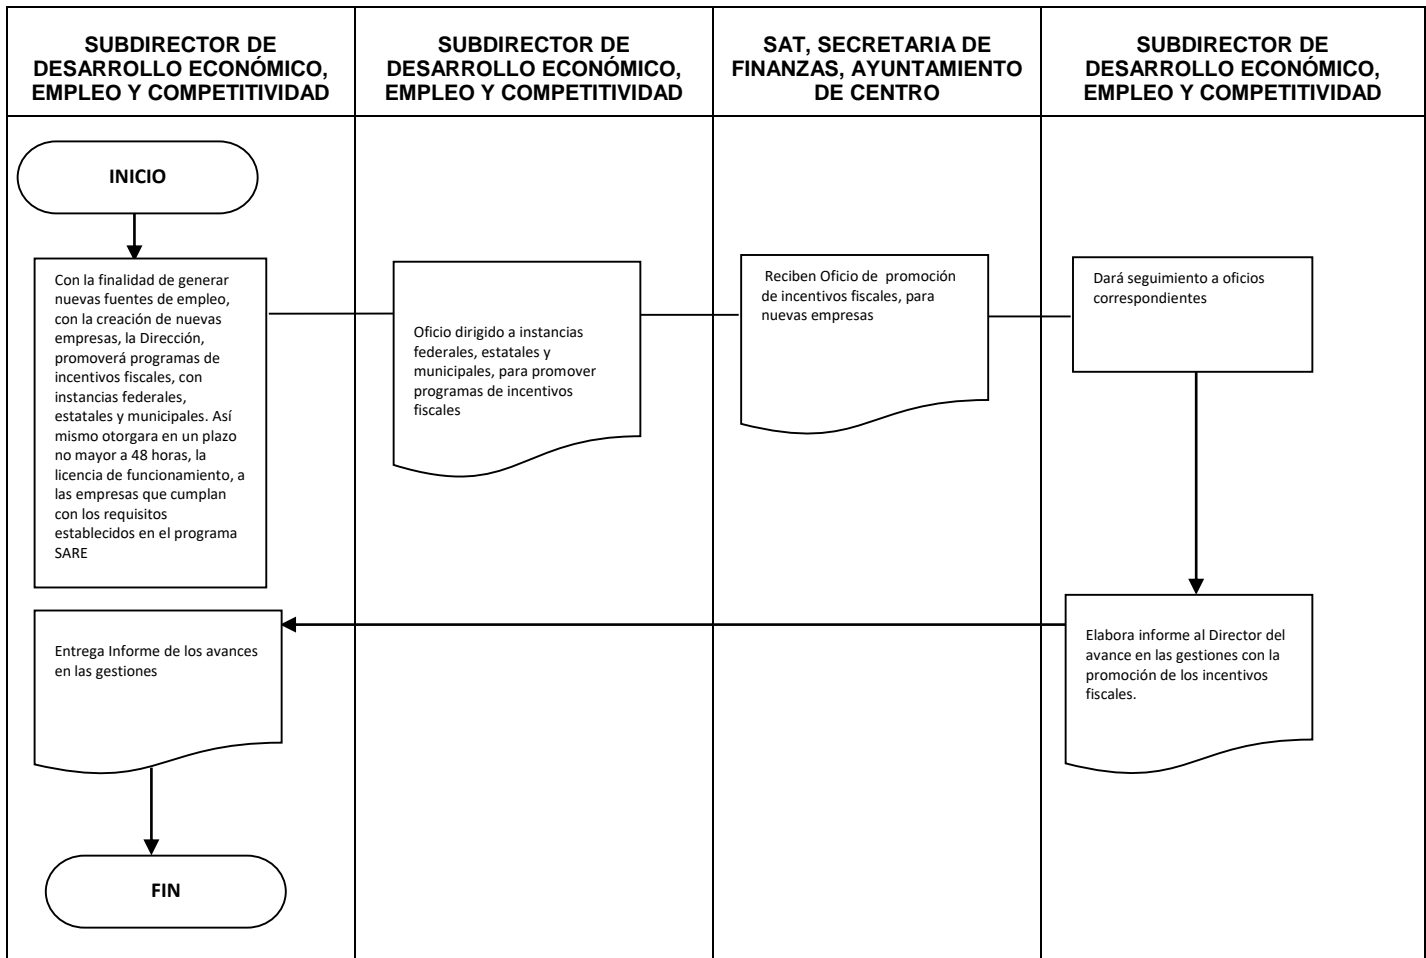 SUBDIRECTOR DE
DESARROLLO ECONÓMICO,
EMPLEO Y COMPETITIVIDAD
SUBDIRECTOR DE
DESARROLLO ECONÓMICO,
EMPLEO Y COMPETITIVIDAD
SAT, SECRETARIA DE
FINANZAS, AYUNTAMIENTO
DE CENTRO
SUBDIRECTOR DE
DESARROLLO ECONÓMICO,
EMPLEO Y COMPETITIVIDAD
INICIO
Con la finalidad de generar
nuevas fuentes de empleo,
con la creación de nuevas
empresas, la Dirección,
promoverá programas de
incentivos fiscales, con
instancias federales,
estatales y municipales. Así
mismo otorgara en un plazo
no mayor a 48 horas, la
licencia de funcionamiento, a
las empresas que cumplan
con los requisitos
establecidos en el programa
SARE
Oficio dirigido a instancias
federales, estatales y
municipales, para promover
programas de incentivos
fiscales
Reciben Oficio de promoción
de incentivos fiscales, para
nuevas empresas
Dará seguimiento a oficios
correspondientes
Elabora informe al Director del
avance en las gestiones con la
promoción de los incentivos
fiscales.
Entrega Informe de los avances
en las gestiones
FIN